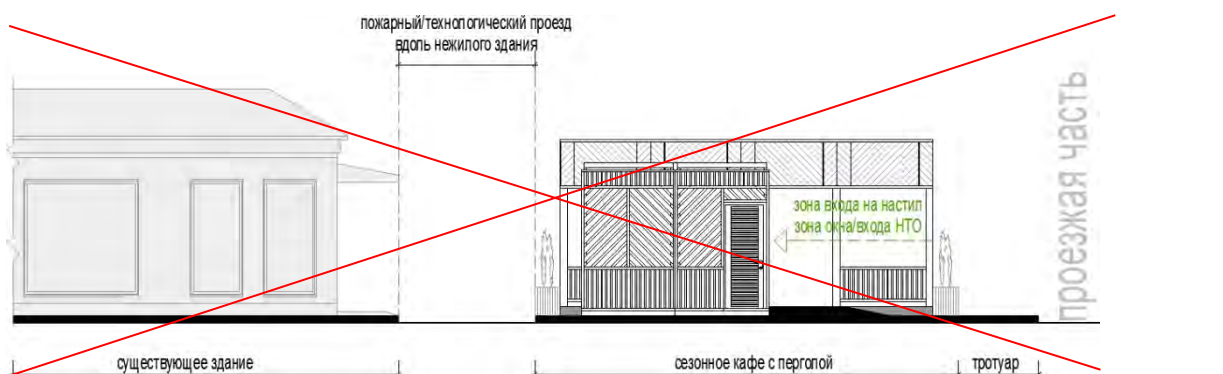 пожарный/технологический проезд
вдоль нежилого здания
зона входа на настил
зона окна/входа НТО
проезжая часть
существующее здание
сезонное кафе с перголой
тротуар